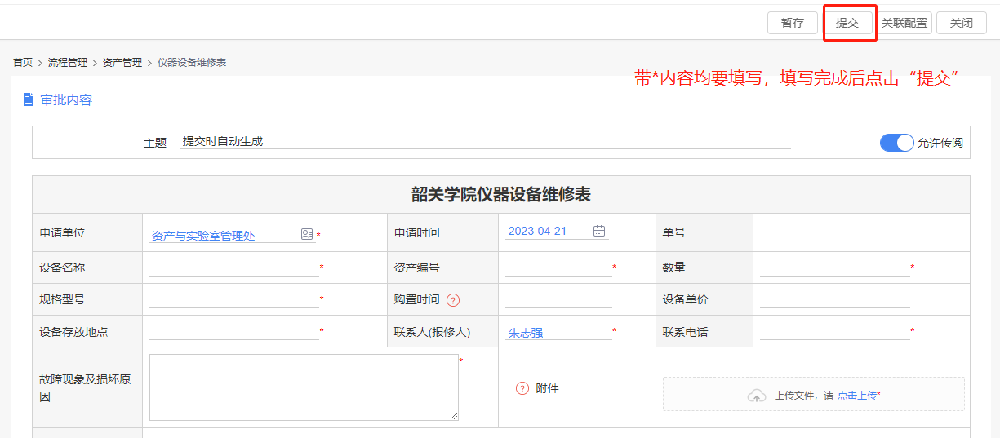 暂存 提交 关联配置 关闭
首页 > 流程管理 > 资产管理 > 仪器设备维修表
带*内容均要填写，填写完成后点击“提交”
审批内容
主题 提交时自动生成 允许传阅
韶关学院仪器设备维修表
申请单位 资产与实验室管理处 * 申请时间 2023-04-21 单号
设备名称 * 资产编号 * 数量 *
规格型号 * 购置时间 ? 设备单价
设备存放地点 * 联系人(报修人) 朱志强 * 联系电话 *
故障现象及损坏原
因
*
? 附件
上传文件，请 点击上传*